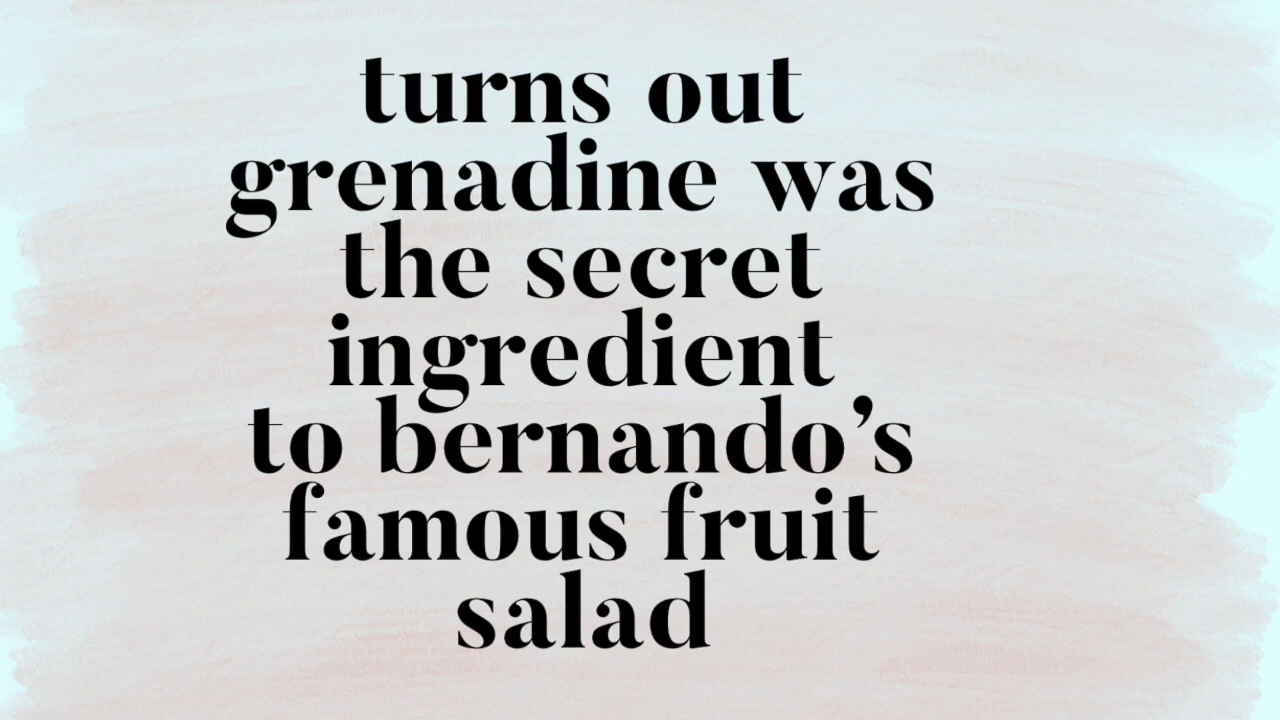 turns out
grenadine was
the secret
ingredient
to bernando’s
famous fruit
salad